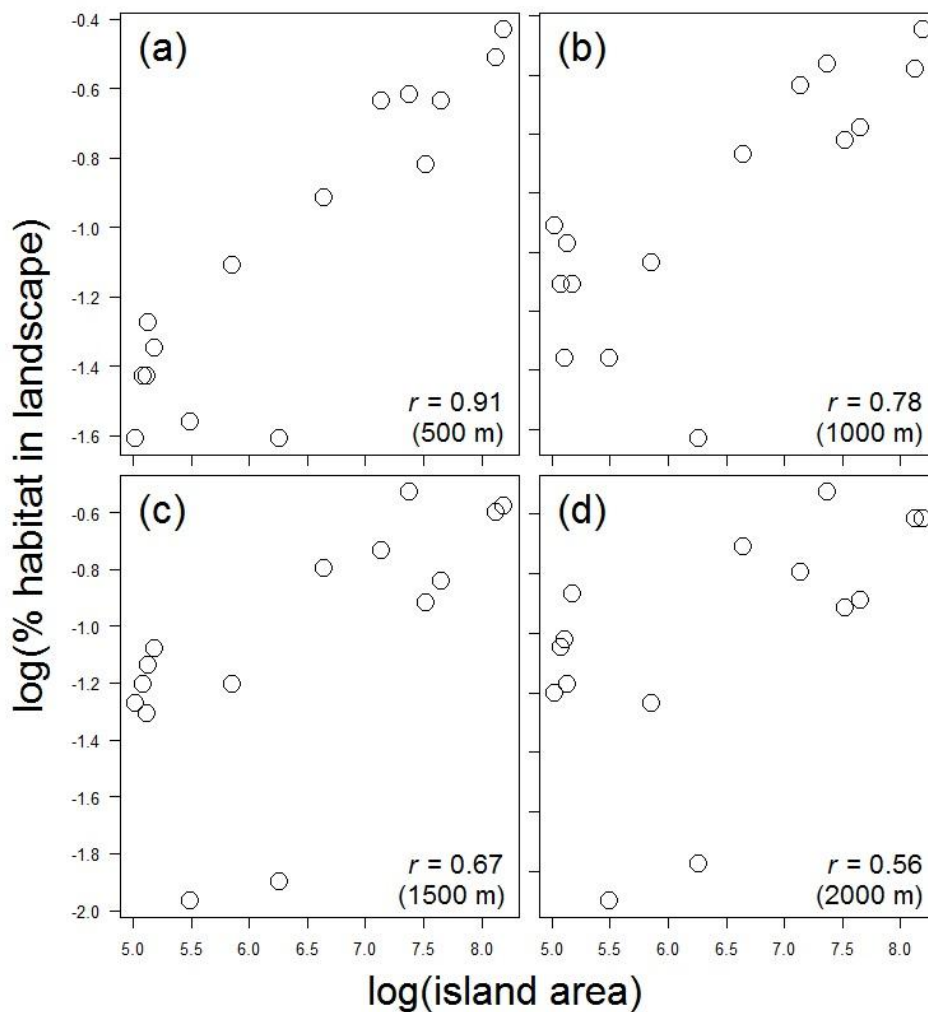 (a)
(b)
-0.4
-0.6
-0.8
-1.0
-1.2
-1.4
-1.6
r = 0.91
(500 m)
r = 0.78
(1000 m)
log(% habitat in landscape)
(c)
(d)
-0.6
-0.8
-1.0
-1.2
-1.4
-1.6
-1.8
-2.0
r = 0.67
(1500 m)
r = 0.56
(2000 m)
5.0 5.5 6.0 6.5 7.0 7.5 8.0
5.0 5.5 6.0 6.5 7.0 7.5 8.0
log(island area)